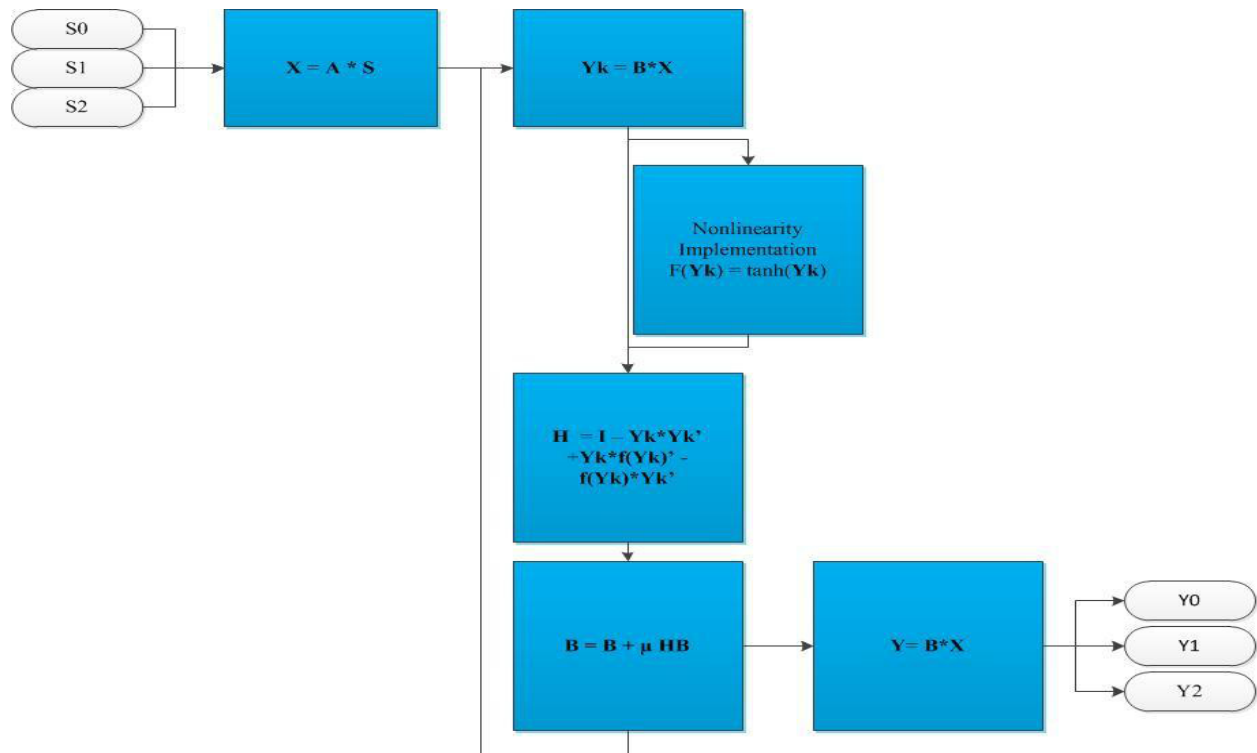 S0
S1
S2
X = A * S
Yk = B*X
Nonlinearity
Implementation
F(Yk) = tanh(Yk)
H = I – Yk*Yk’
+Yk*f(Yk)’ -
f(Yk)*Yk’
B = B + µ HB
Y= B*X
Y0
Y1
Y2